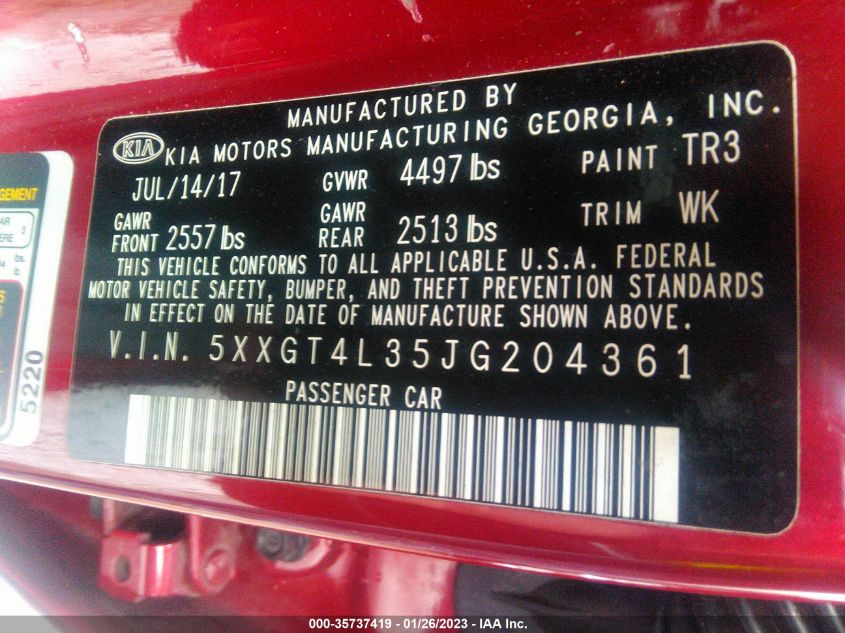 MANUFACTURED BY
KIA KIA MOTORS MANUFACTURING GEORGIA, INC.
JUL/14/17 GVWR 4497 lbs PAINT TR3
GAWR FRONT 2557 lbs GAWR REAR 2513 lbs TRIM WK
THIS VEHICLE CONFORMS TO ALL APPLICABLE U.S.A. FEDERAL
MOTOR VEHICLE SAFETY, BUMPER, AND THEFT PREVENTION STANDARDS
IN EFFECT ON THE DATE OF MANUFACTURE SHOWN ABOVE.
V.I.N. 5XXGT4L35JG204361
PASSENGER CAR
5220
000-35737419 - 01/26/2023 - IAA Inc.